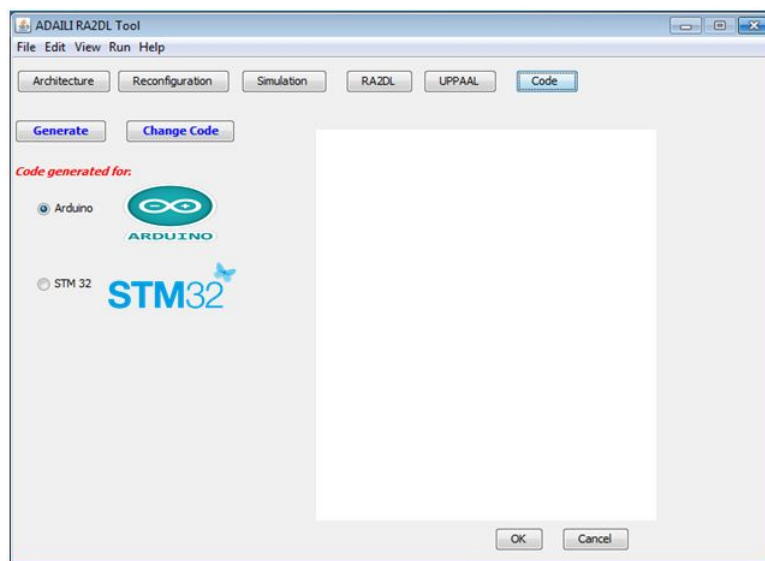 ADAILI RA2DL Tool
File Edit View Run Help
Architecture Reconfiguration Simulation RA2DL UPPAAL Code
Generate Change Code
Code generated for:
Arduino
ARDUINO
STM 32
STM32
OK Cancel